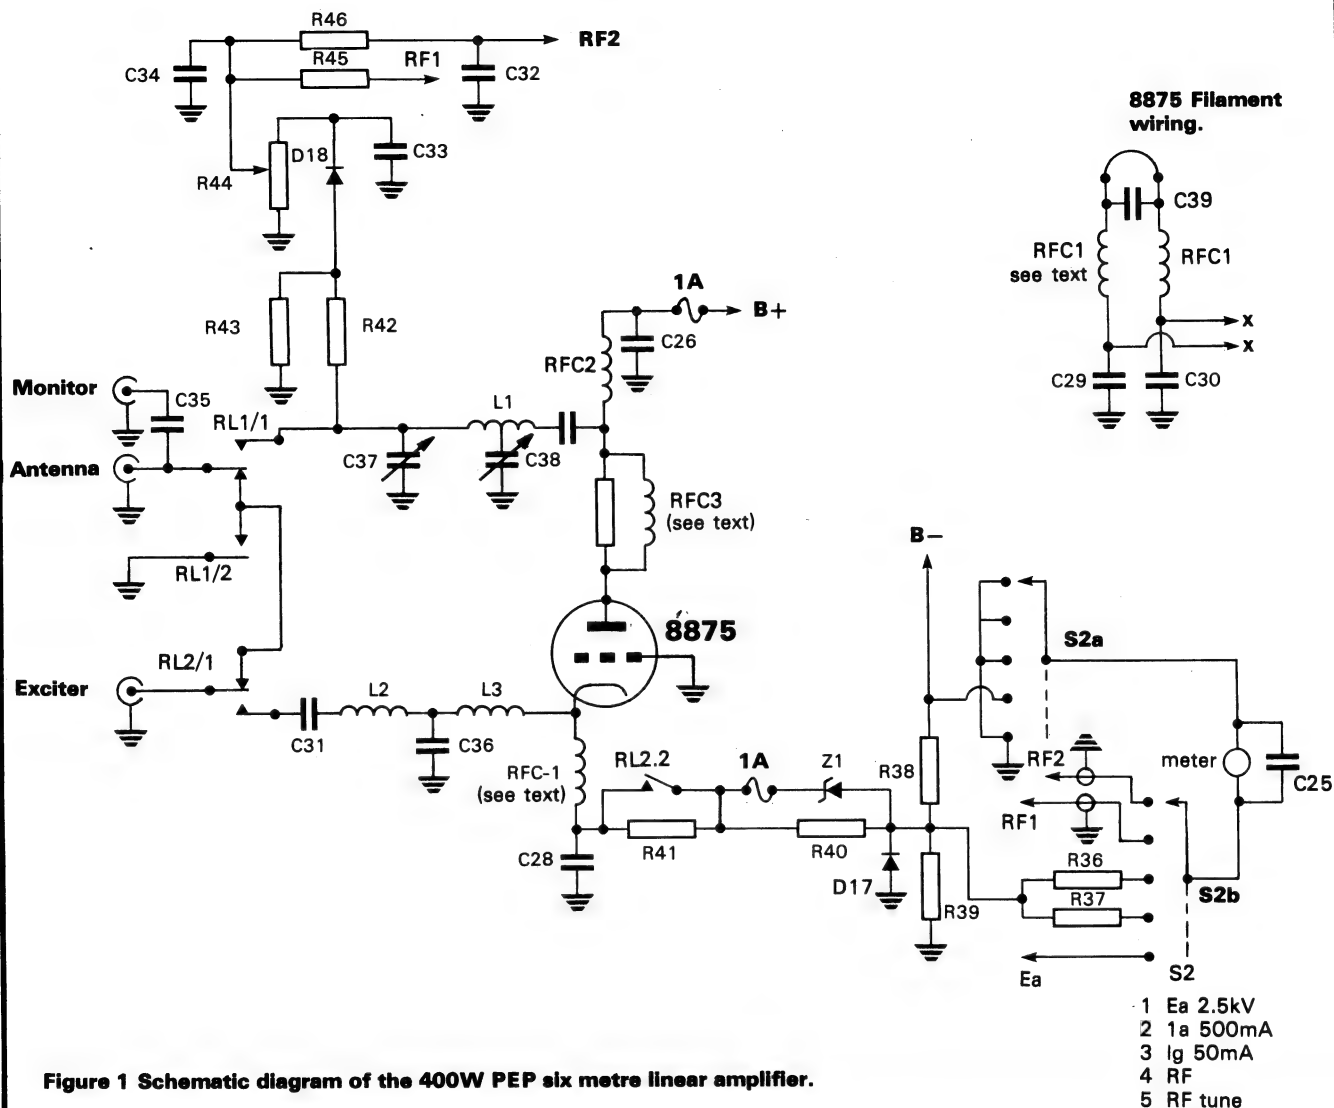 R46
RF2
R45
RF1
C34
C32
D18
C33
R44
R43
R42
1A
B+
C26
RFC2
8875 Filament
wiring.
C39
RFC1
see text
RFC1
X
X
C29
C30
Monitor
C35
RL1/1
L1
Antenna
C37
C38
RFC3
(see text)
RL1/2
8875
B−
S2a
RL2/1
Exciter
L2
L3
C31
C36
RFC-1
(see text)
RL2.2
1A
Z1
R38
RF2
meter
C25
RF1
C28
R41
R40
D17
R39
R36
R37
S2b
Ea
S2
1 Ea 2.5kV
2 1a 500mA
3 Ig 50mA
4 RF
5 RF tune
Figure 1 Schematic diagram of the 400W PEP six metre linear amplifier.